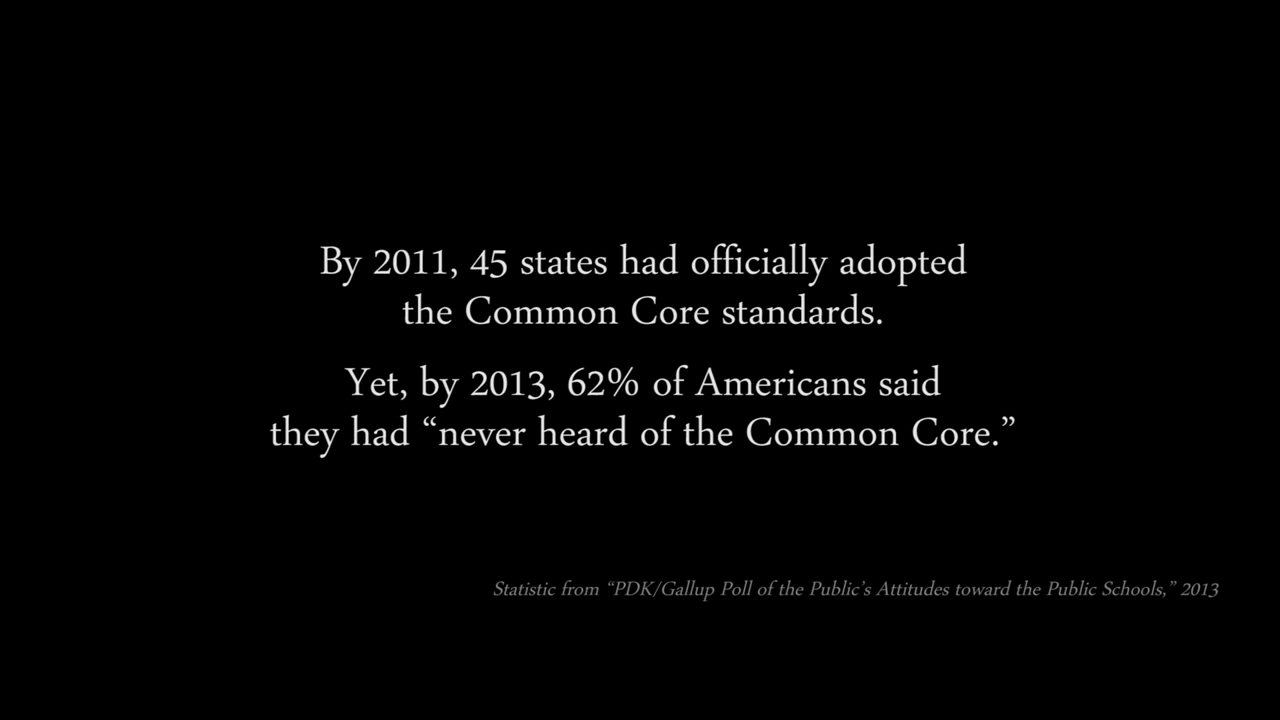 By 2011, 45 states had officially adopted
the Common Core standards.
Yet, by 2013, 62% of Americans said
they had “never heard of the Common Core.”
Statistic from “PDK/Gallup Poll of the Public’s Attitudes toward the Public Schools,” 2013